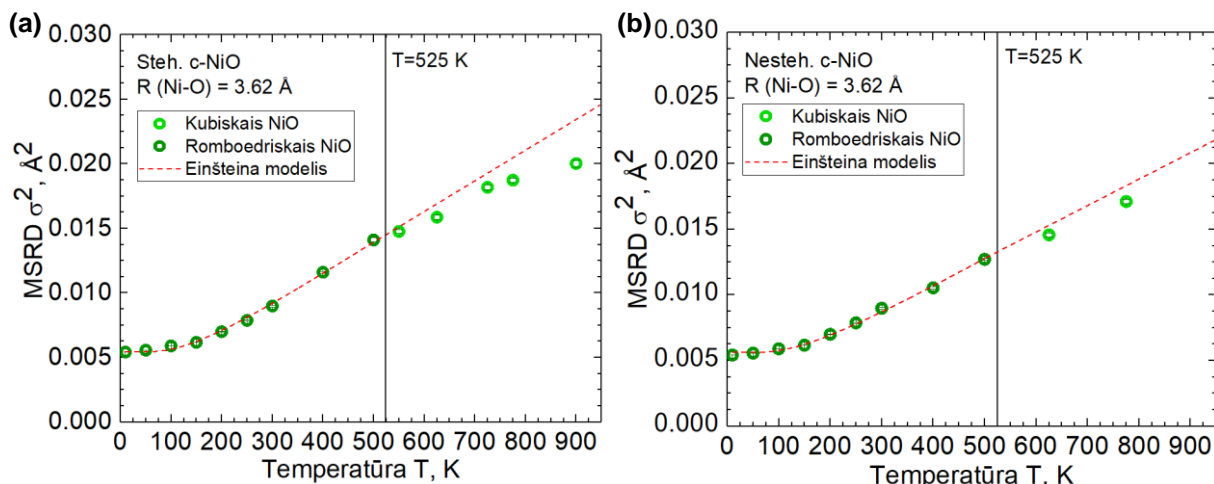 (a)
0.030
0.025
0.020
0.015
0.010
0.005
0.000
MSRD σ², Å²
Steh. c-NiO
R (Ni-O) = 3.62 Å
Kubiskais NiO
Romboedriskais NiO
Einšteina modelis
T=525 K
0 100 200 300 400 500 600 700 800 900
Temperatūra T, K
(b)
0.030
0.025
0.020
0.015
0.010
0.005
0.000
MSRD σ², Å²
Nesteh. c-NiO
R (Ni-O) = 3.62 Å
Kubiskais NiO
Romboedriskais NiO
Einšteina modelis
T=525 K
0 100 200 300 400 500 600 700 800 900
Temperatūra T, K